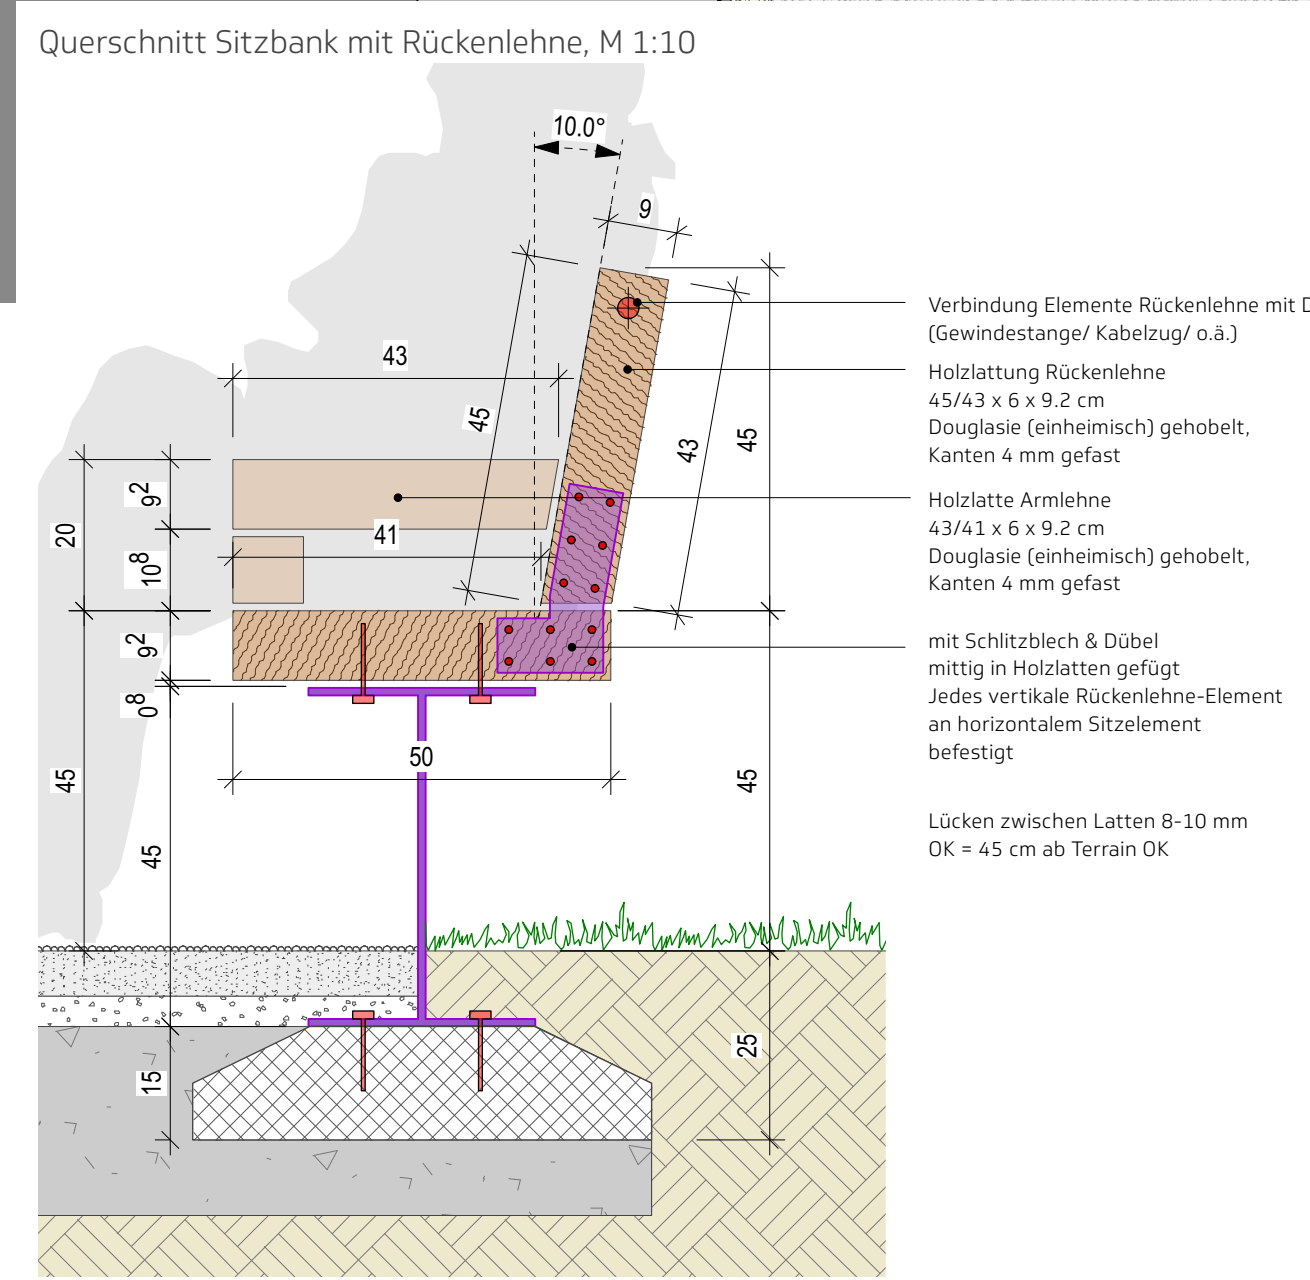 Querschnitt Sitzbank mit Rückenlehne, M 1:10
10.0°
9
Verbindung Elemente Rückenlehne mit
(Gewindestange/ Kabelzug/ o.ä.)
43
Holzlattung Rückenlehne
45/43 x 6 x 9.2 cm
Douglasie (einheimisch) gehobelt,
Kanten 4 mm gefast
45
43
45
Holzlatte Armlehne
43/41 x 6 x 9.2 cm
Douglasie (einheimisch) gehobelt,
Kanten 4 mm gefast
9²
20
41
10⁸
mit Schlitzblech & Dübel
mittig in Holzlatten gefügt
Jedes vertikale Rückenlehne-Element
an horizontalem Sitzelement
befestigt
9²
0⁸
50
45
45
45
Lücken zwischen Latten 8-10 mm
OK = 45 cm ab Terrain OK
25
15